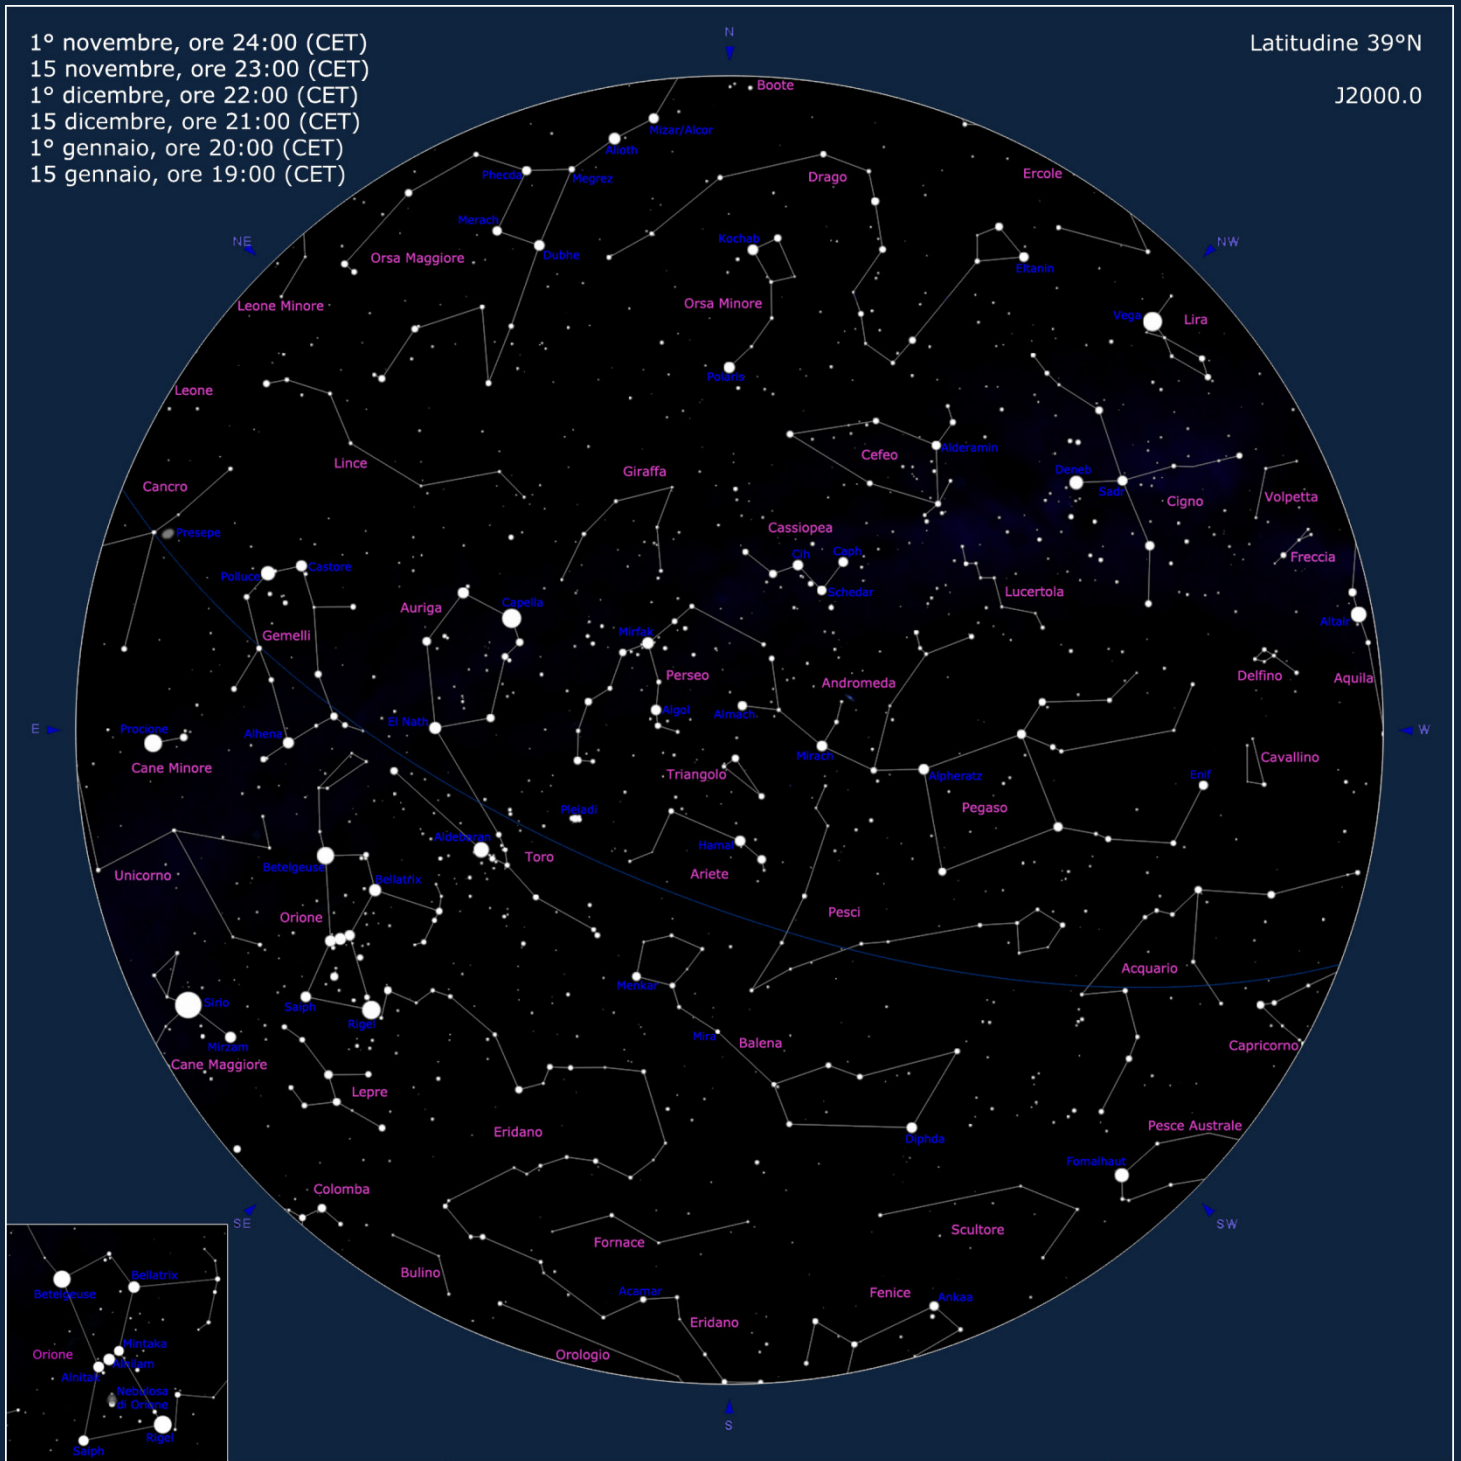 1° novembre, ore 24:00 (CET)
15 novembre, ore 23:00 (CET)
1° dicembre, ore 22:00 (CET)
15 dicembre, ore 21:00 (CET)
1° gennaio, ore 20:00 (CET)
15 gennaio, ore 19:00 (CET)
Latitudine 39°N
J2000.0
N
Boote
Mizar/Alcor
Alioth
Phecda
Megrez
Drago
Ercole
Merach
Kochab
NE
NW
Orsa Maggiore
Dubhe
Eltanin
Leone Minore
Orsa Minore
Vega
Lira
Polaris
Leone
Cefeo
Alderamin
Lince
Giraffa
Deneb
Sadr
Cancro
Cigno
Volpetta
Cassiopea
Presepe
Cih
Caph
Freccia
Polluce
Castore
Schedar
Lucertola
Auriga
Capella
Altair
Gemelli
Mirfak
Perseo
Andromeda
Delfino
Aquila
Algol
Almach
El Nath
E
Procione
Alhena
W
Cane Minore
Mirach
Cavallino
Triangolo
Alpheratz
Enif
Pleiadi
Pegaso
Aldebaran
Hamal
Toro
Betelgeuse
Unicorno
Bellatrix
Ariete
Orione
Pesci
Acquario
Menkar
Sirio
Saiph
Rigel
Mira
Balena
Mirzam
Capricorno
Cane Maggiore
Lepre
Eridano
Pesce Australe
Diphda
Fomalhaut
Colomba
SE
SW
Scultore
Fornace
Bulino
Acamar
Fenice
Ankaa
Eridano
Orologio
S
Bellatrix
Betelgeuse
Mintaka
Orione
Alnilam
Alnitak
Nebulosa
di Orione
Rigel
Saiph